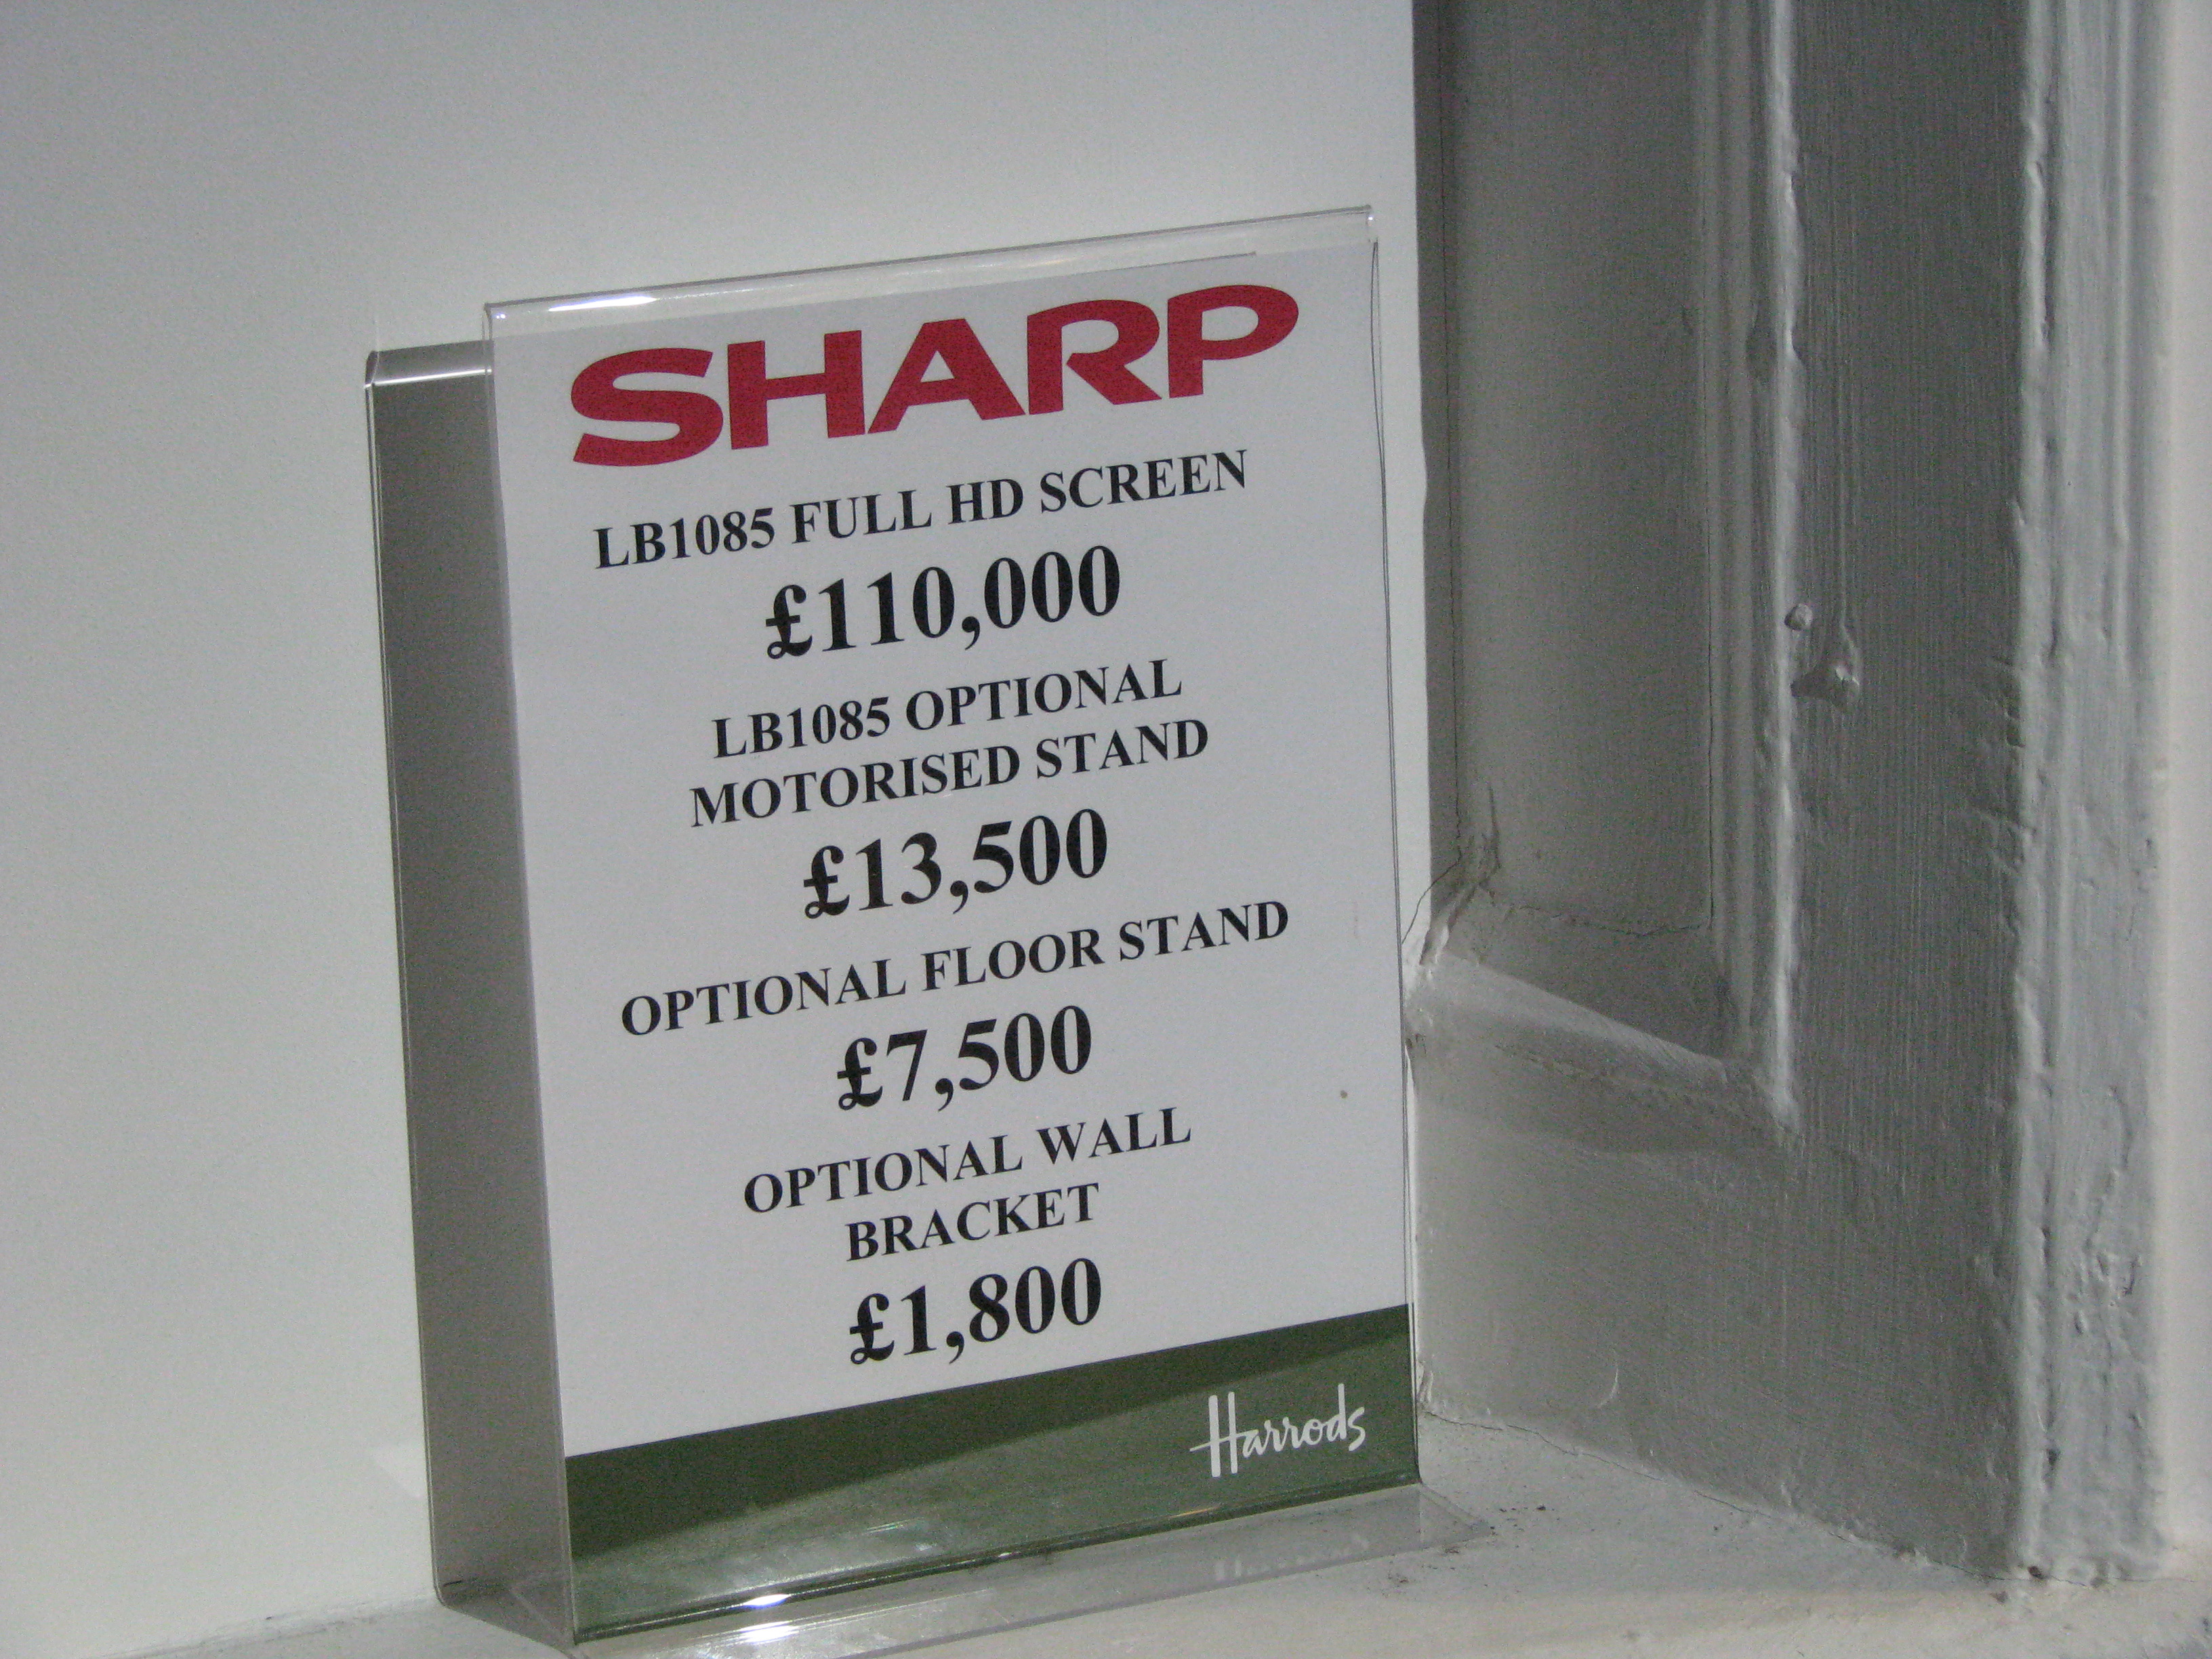 SHARP
LB1085 FULL HD SCREEN
£110,000
LB1085 OPTIONAL
MOTORISED STAND
£13,500
OPTIONAL FLOOR STAND
£7,500
OPTIONAL WALL
BRACKET
£1,800
Harrods